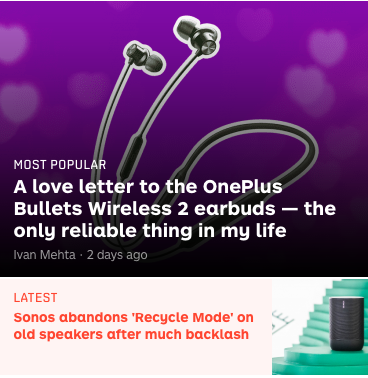 MOST POPULAR
A love letter to the OnePlus
Bullets Wireless 2 earbuds — the
only reliable thing in my life
Ivan Mehta · 2 days ago
LATEST
Sonos abandons 'Recycle Mode' on
old speakers after much backlash